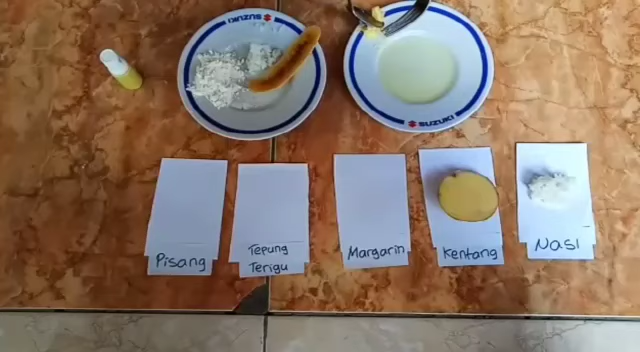 SUZUKI
SUZUKI
Pisang
Tepung
Terigu
Margarin
Kentang
Nasi